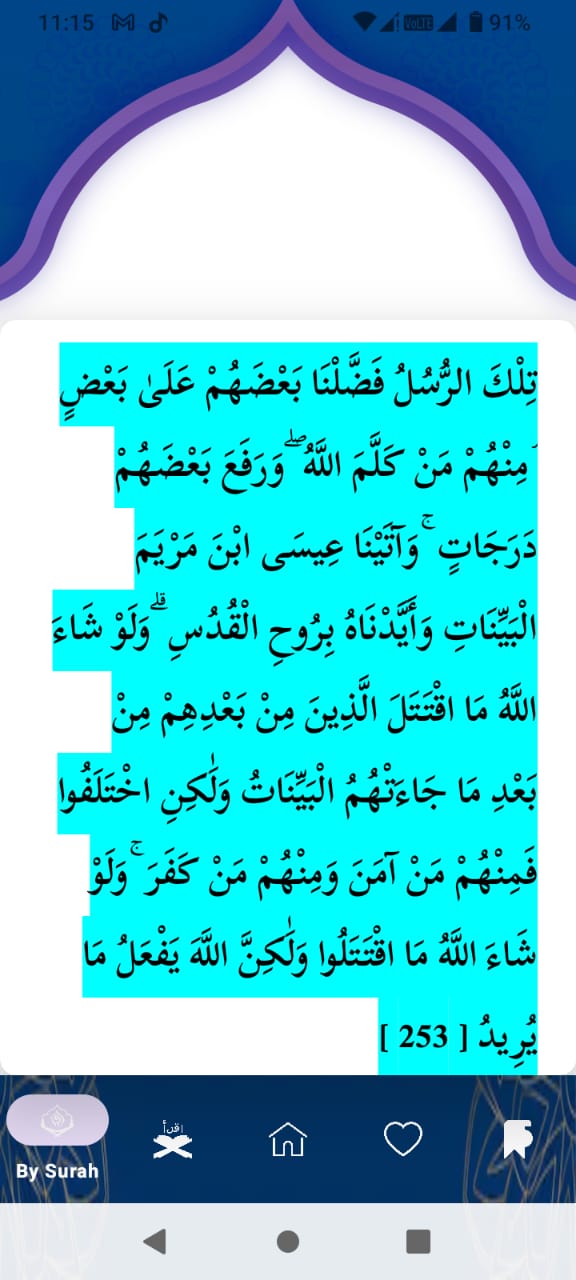 11:15
VoLTE
91%
تِلْكَ الرُّسُلُ فَضَّلْنَا بَعْضَهُمْ عَلَىٰ بَعْضٍ
ۘ مِنْهُمْ مَنْ كَلَّمَ اللَّهُ ۖ وَرَفَعَ بَعْضَهُمْ
دَرَجَاتٍ ۚ وَآتَيْنَا عِيسَى ابْنَ مَرْيَمَ
الْبَيِّنَاتِ وَأَيَّدْنَاهُ بِرُوحِ الْقُدُسِ ۗ وَلَوْ شَاءَ
اللَّهُ مَا اقْتَتَلَ الَّذِينَ مِنْ بَعْدِهِمْ مِنْ
بَعْدِ مَا جَاءَتْهُمُ الْبَيِّنَاتُ وَلَٰكِنِ اخْتَلَفُوا
فَمِنْهُمْ مَنْ آمَنَ وَمِنْهُمْ مَنْ كَفَرَ ۚ وَلَوْ
شَاءَ اللَّهُ مَا اقْتَتَلُوا وَلَٰكِنَّ اللَّهَ يَفْعَلُ مَا
يُرِيدُ [ 253 ]
اقرأ
By Surah